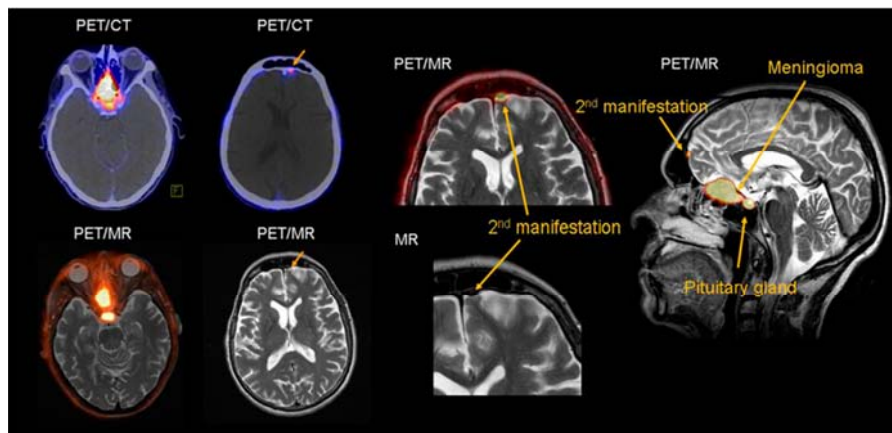 PET/CT
PET/CT
PET/MR
PET/MR
Meningioma
2nd manifestation
2nd manifestation
PET/MR
PET/MR
MR
Pituitary gland
F